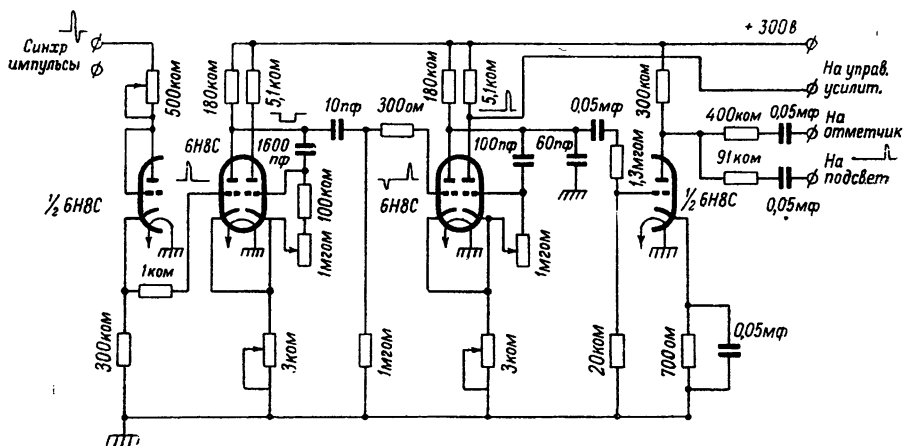 Синхр
импульсы
500ком
180ком
5,1ком
6Н8С
1600
пф
10пф
300ом
180ком
5,1ком
100пф
60пф
0,05мф
1,3мгом
300ком
+ 300в
На управ.
усилит.
400ком
0,05мф
На
отметчик
91ком
На
подсвет.
0,05мф
½ 6Н8С
100ком
1мгом
6Н8С
1мгом
½ 6Н8С
1ком
300ком
3ком
1мгом
3ком
20ком
700ом
0,05мф